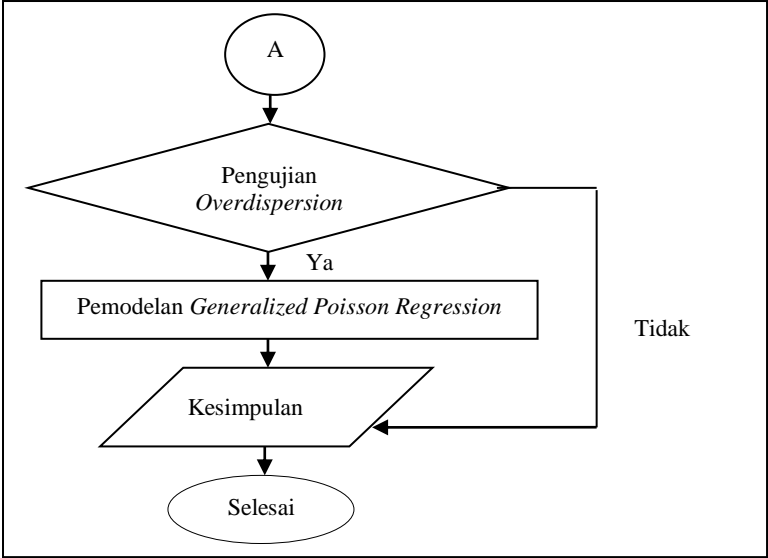 A
Pengujian
Overdispersion
Ya
Pemodelan Generalized Poisson Regression
Tidak
Kesimpulan
Selesai